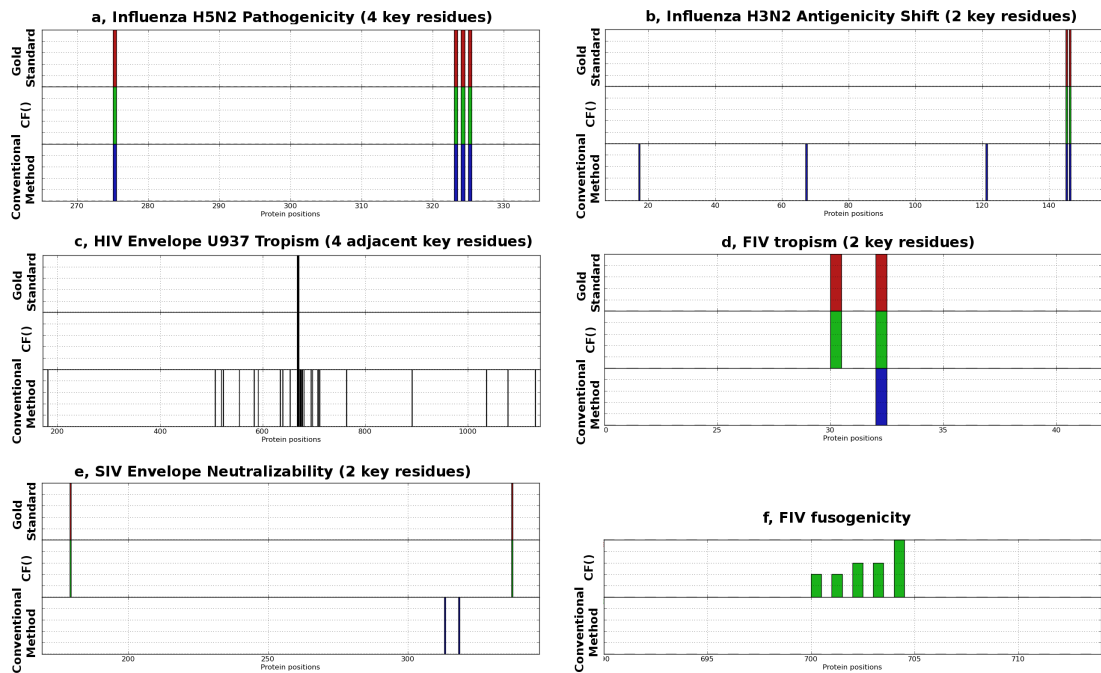 a, Influenza H5N2 Pathogenicity (4 key residues)
Gold
Standard
CF()
Conventional
Method
270 280 290 300 310 320 330
Protein positions
b, Influenza H3N2 Antigenicity Shift (2 key residues)
Gold
Standard
CF()
Conventional
Method
20 40 60 80 100 120 140
Protein positions
c, HIV Envelope U937 Tropism (4 adjacent key residues)
Gold
Standard
CF()
Conventional
Method
200 400 600 800 1000
Protein positions
d, FIV tropism (2 key residues)
Gold
Standard
CF()
Conventional
Method
0 25 30 35 40
Protein positions
e, SIV Envelope Neutralizability (2 key residues)
Gold
Standard
CF()
Conventional
Method
200 250 300
Protein positions
f, FIV fusogenicity
CF()
Conventional
Method
0 695 700 705 710
Protein positions